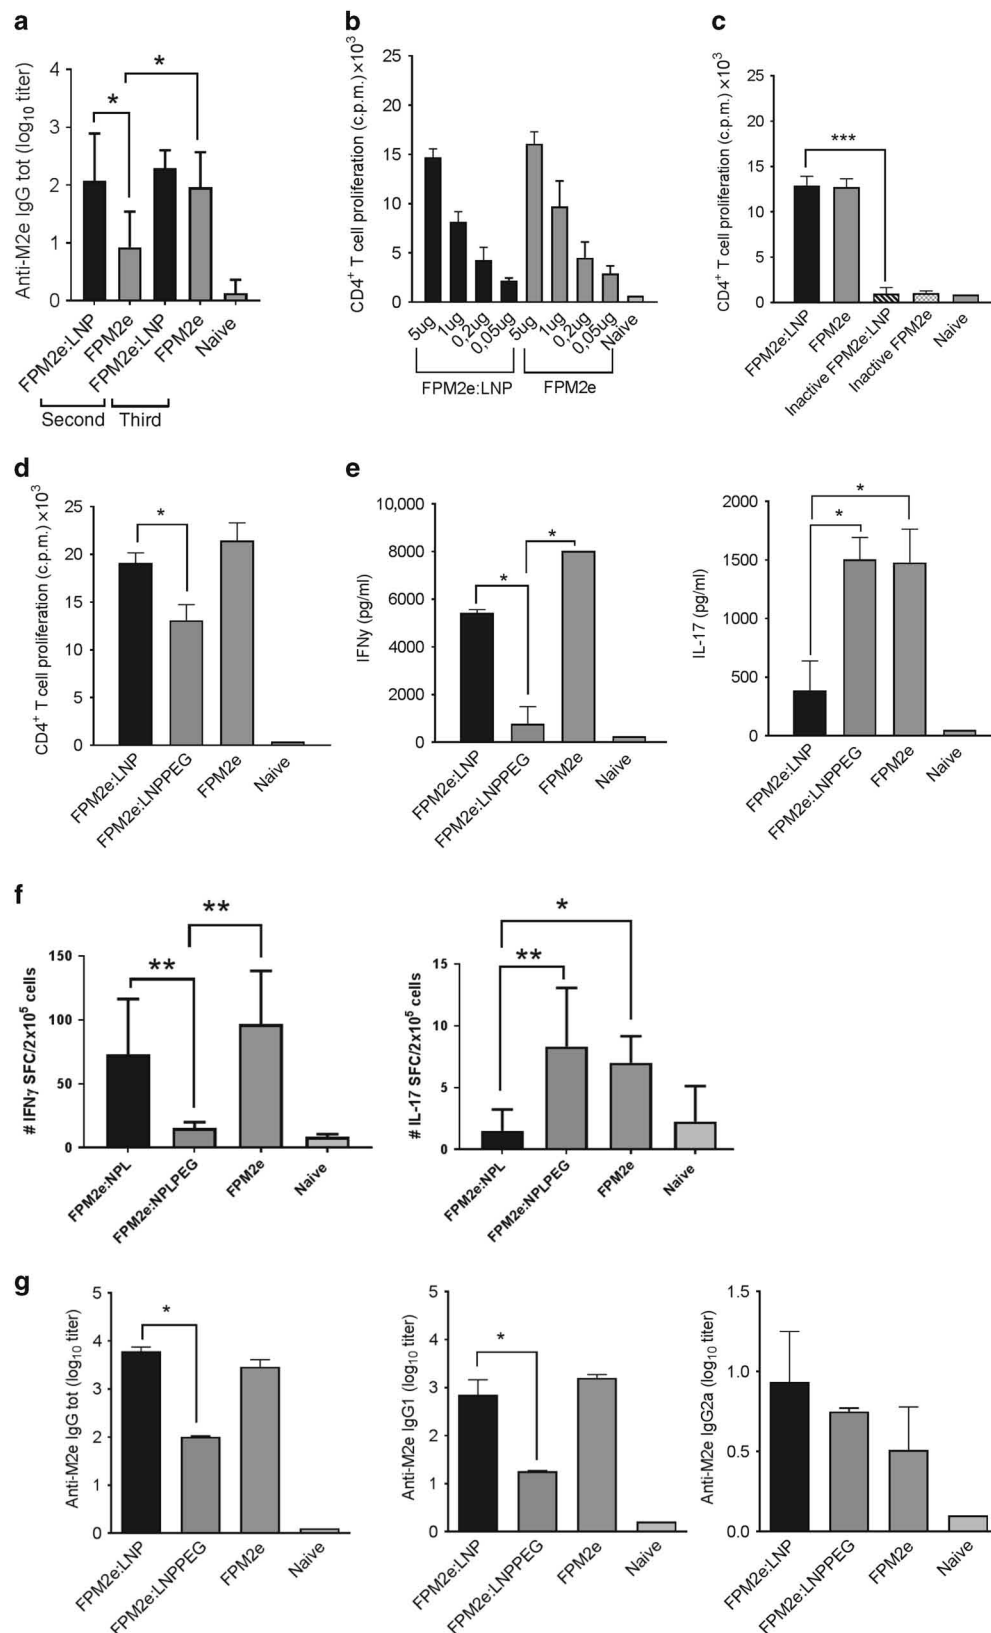 a
Anti-M2e IgG tot (log10 titer)
4
3
2
1
0
*
*
FPM2e:LNP
FPM2e
FPM2e:LNP
FPM2e
Naive
Second
Third
b
CD4+ T cell proliferation (c.p.m.) ×10³
25
20
15
10
5
0
5ug
1ug
0,2ug
0,05ug
5ug
1ug
0,2ug
0,05ug
Naive
FPM2e:LNP
FPM2e
c
CD4+ T cell proliferation (c.p.m.) ×10³
25
20
15
10
5
0
***
FPM2e:LNP
FPM2e
Inactive FPM2e:LNP
Inactive FPM2e
Naive
d
CD4+ T cell proliferation (c.p.m.) ×10³
25
20
15
10
5
0
*
FPM2e:LNP
FPM2e:LNPPEG
FPM2e
Naive
e
IFNγ (pg/ml)
10,000
8000
6000
4000
2000
0
*
*
FPM2e:LNP
FPM2e:LNPPEG
FPM2e
Naive
IL-17 (pg/ml)
2000
1500
1000
500
0
*
*
FPM2e:LNP
FPM2e:LNPPEG
FPM2e
Naive
f
# IFNγ SFC/2x10⁵ cells
150
100
50
0
**
**
FPM2e:NPL
FPM2e:NPLPEG
FPM2e
Naive
# IL-17 SFC/2x10⁵ cells
15
10
5
0
*
**
FPM2e:NPL
FPM2e:NPLPEG
FPM2e
Naive
g
Anti-M2e IgG tot (log10 titer)
5
4
3
2
1
0
*
FPM2e:LNP
FPM2e:LNPPEG
FPM2e
Naive
Anti-M2e IgG1 (log10 titer)
5
4
3
2
1
0
*
FPM2e:LNP
FPM2e:LNPPEG
FPM2e
Naive
Anti-M2e IgG2a (log10 titer)
1.5
1.0
0.5
0.0
FPM2e:LNP
FPM2e:LNPPEG
FPM2e
Naive